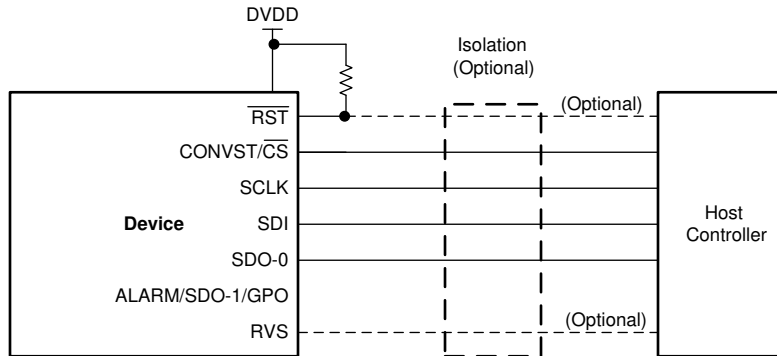 DVDD
Isolation
(Optional)
(Optional)
RST
CONVST/CS
SCLK
Device
SDI
Host
Controller
SDO-0
ALARM/SDO-1/GPO
RVS
(Optional)